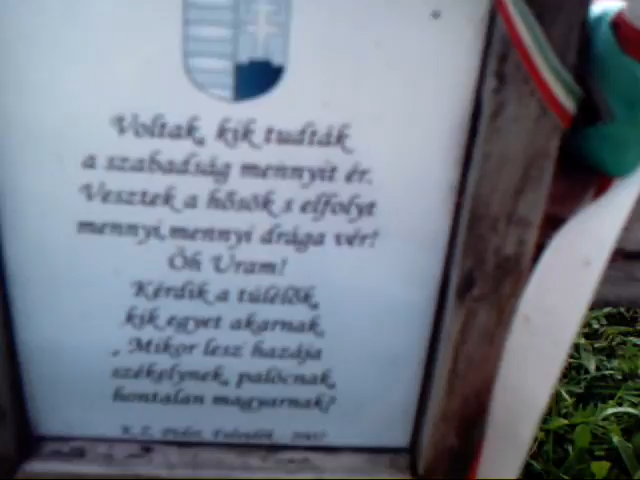 Voltak, kik tudták
a szabadság mennyit ér.
Vesztek a hősök s elfolyt
mennyi, mennyi drága vér!
Óh Uram!
Kérdik a túlélők,
kik egyet akarnak,
„Mikor lesz hazája
székelynek, palócnak,
hontalan magyarnak?